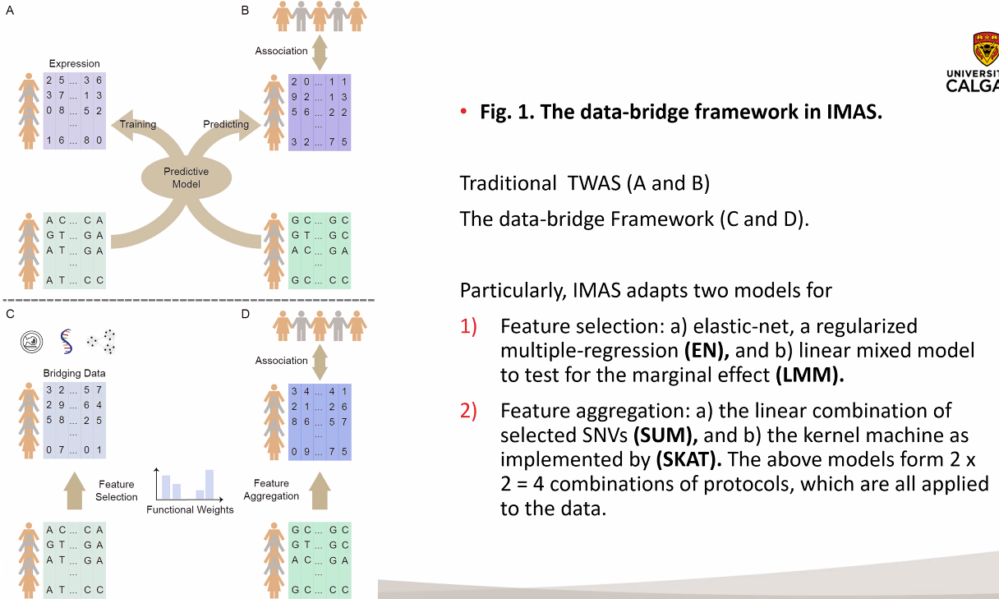 A
B
Association
Expression
2 5 ... 3 6
3 7 ... 1 3
0 8 ... 5 2
...
1 6 ... 8 0
2 0 ... 1 1
9 2 ... 1 3
5 6 ... 2 2
...
3 2 ... 7 5
Training
Predicting
Predictive
Model
A C ... C A
G T ... G A
A T ... G A
...
A T ... C C
G C ... G C
G T ... G C
A C ... G A
...
G C ... C C
C
D
Association
Bridging Data
3 2 ... 5 7
2 9 ... 6 4
5 8 ... 2 5
...
0 7 ... 0 1
3 4 ... 4 1
2 1 ... 2 6
8 6 ... 5 7
...
0 9 ... 7 5
Feature
Selection
Functional Weights
Feature
Aggregation
A C ... C A
G T ... G A
A T ... G A
...
A T ... C C
G C ... G C
G T ... G C
A C ... G A
...
G C ... C C
UNIVERSIT
CALGA
• Fig. 1. The data-bridge framework in IMAS.
Traditional TWAS (A and B)
The data-bridge Framework (C and D).
Particularly, IMAS adapts two models for
1) Feature selection: a) elastic-net, a regularized
multiple-regression (EN), and b) linear mixed model
to test for the marginal effect (LMM).
2) Feature aggregation: a) the linear combination of
selected SNVs (SUM), and b) the kernel machine as
implemented by (SKAT). The above models form 2 x
2 = 4 combinations of protocols, which are all applied
to the data.